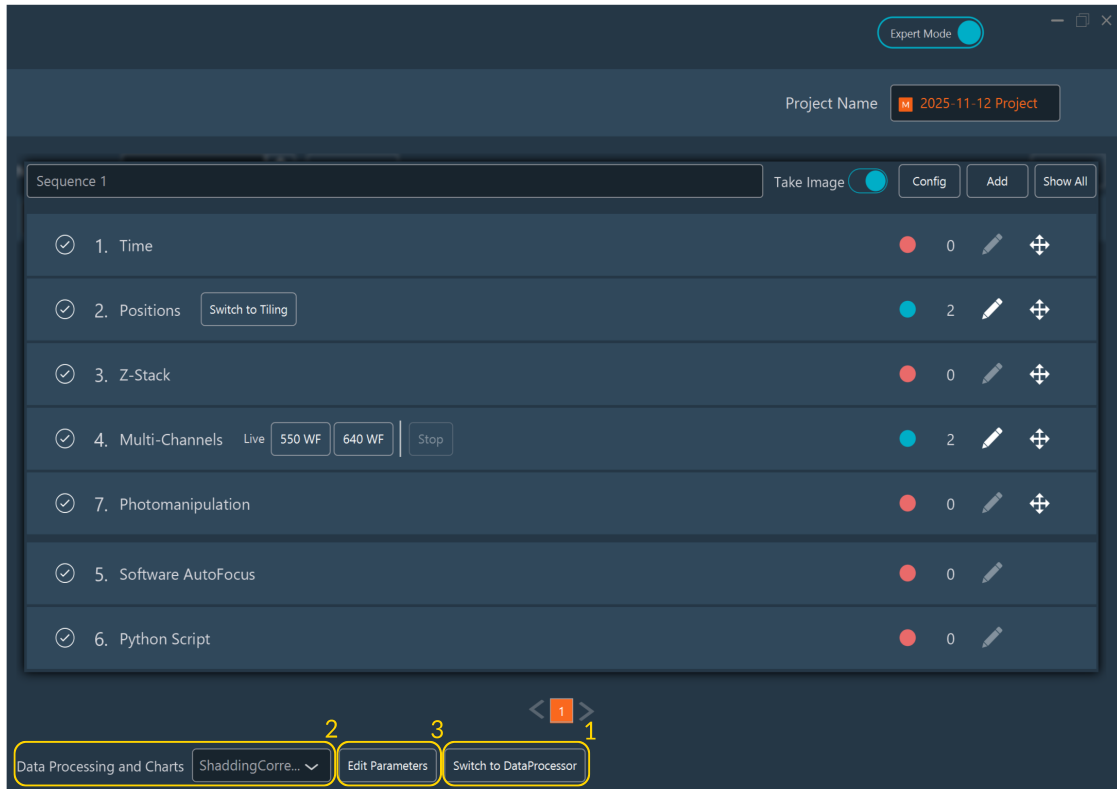 Expert Mode
Project Name M 2025-11-12 Project
Sequence 1 Take Image Config Add Show All
1. Time 0
2. Positions Switch to Tiling 2
3. Z-Stack 0
4. Multi-Channels Live 550 WF 640 WF Stop 2
7. Photomanipulation 0
5. Software AutoFocus 0
6. Python Script 0
< 1 >
2 3 1
Data Processing and Charts ShaddingCorre... Edit Parameters Switch to DataProcessor